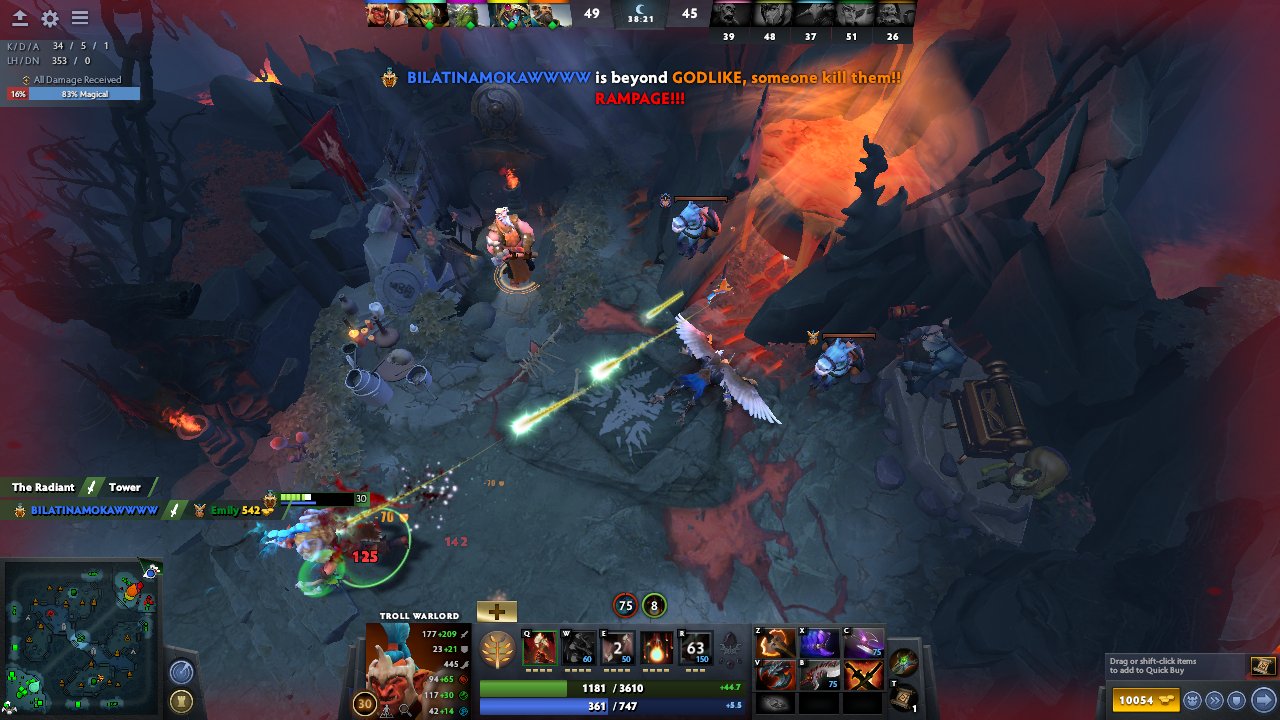 49 38:21 45
39 48 37 51 26
K/D/A 34 / 5 / 1
LH/DN 353 / 0
All Damage Received
16% 83% Magical
BILATINAMOKAWWWW is beyond GODLIKE, someone kill them!!
RAMPAGE!!!
The Radiant Tower
BILATINAMOKAWWWW Emily 542
30
70
70
125
142
75 8
TROLL WARLORD
177 +209
23 +21
445
94 +65
117 +30
42 +14
30
Q W 60 E 2 50 R 63 150
1181 / 3610 +44.7
361 / 747 +5.5
Z X C 75
V B 75
T 1
Drag or shift-click items
to add to Quick Buy
10054